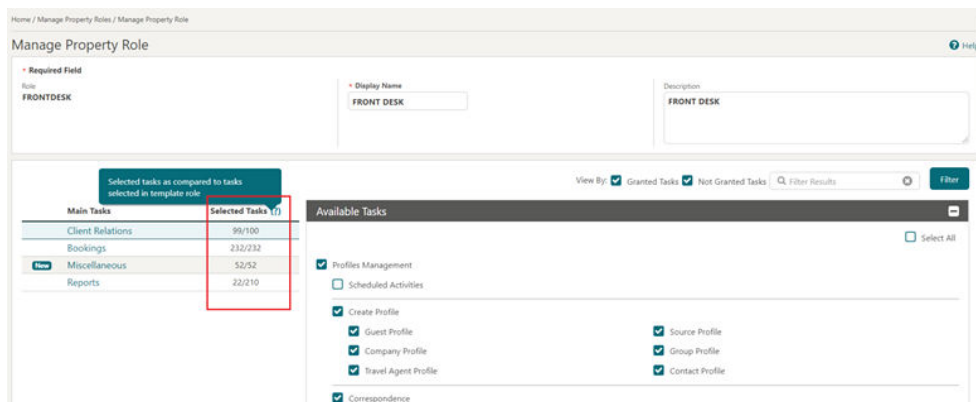 Home / Manage Property Roles / Manage Property Role
Manage Property Role
Help
* Required Field
Role
FRONTDESK
* Display Name
FRONT DESK
Description
FRONT DESK
Selected tasks as compared to tasks
selected in template role
View By: Granted Tasks Not Granted Tasks Filter Results Filter
Main Tasks Selected Tasks [?]
Client Relations 99/100
Bookings 232/232
New Miscellaneous 52/52
Reports 22/210
Available Tasks
Select All
Profiles Management
Scheduled Activities
Create Profile
Guest Profile Source Profile
Company Profile Group Profile
Travel Agent Profile Contact Profile
Correspondence